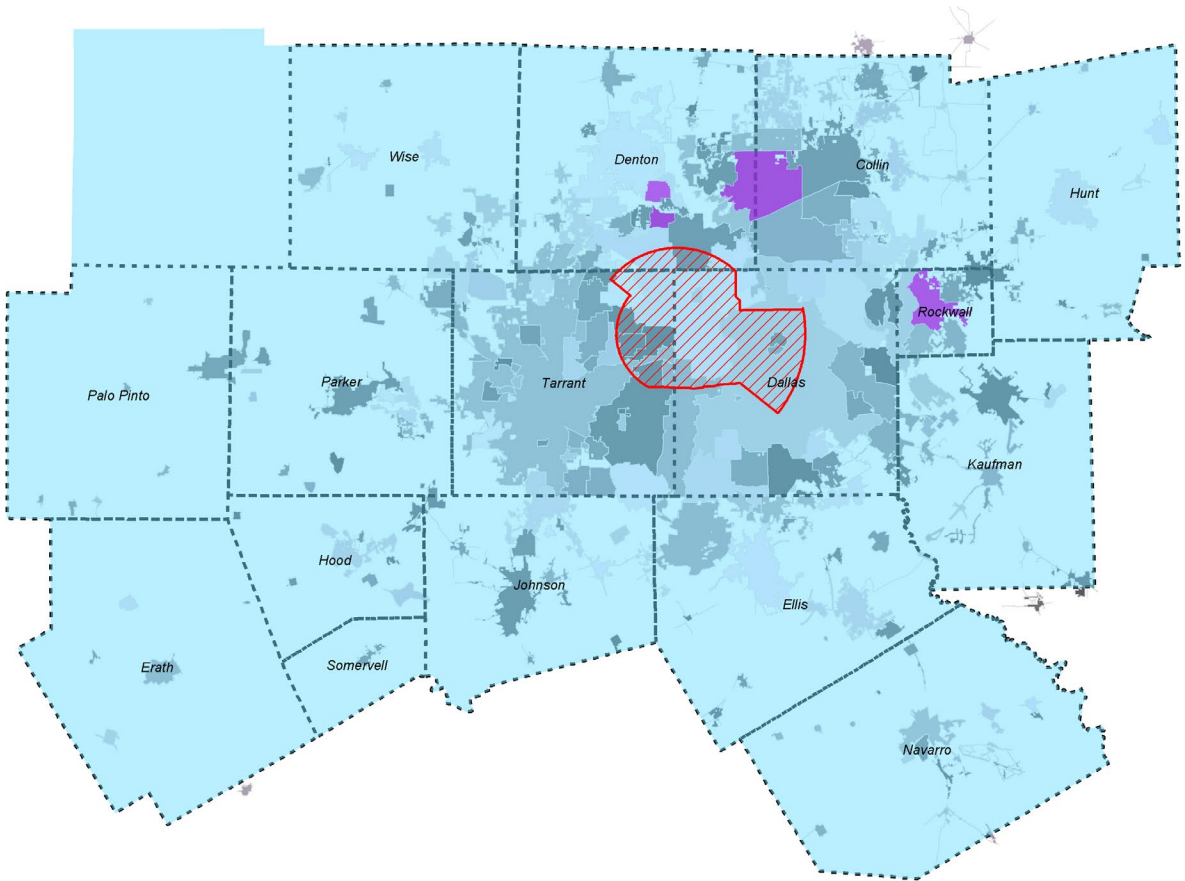 Wise
Denton
Collin
Hunt
Palo Pinto
Parker
Tarrant
Dallas
Rockwall
Kaufman
Hood
Johnson
Ellis
Erath
Somervell
Navarro